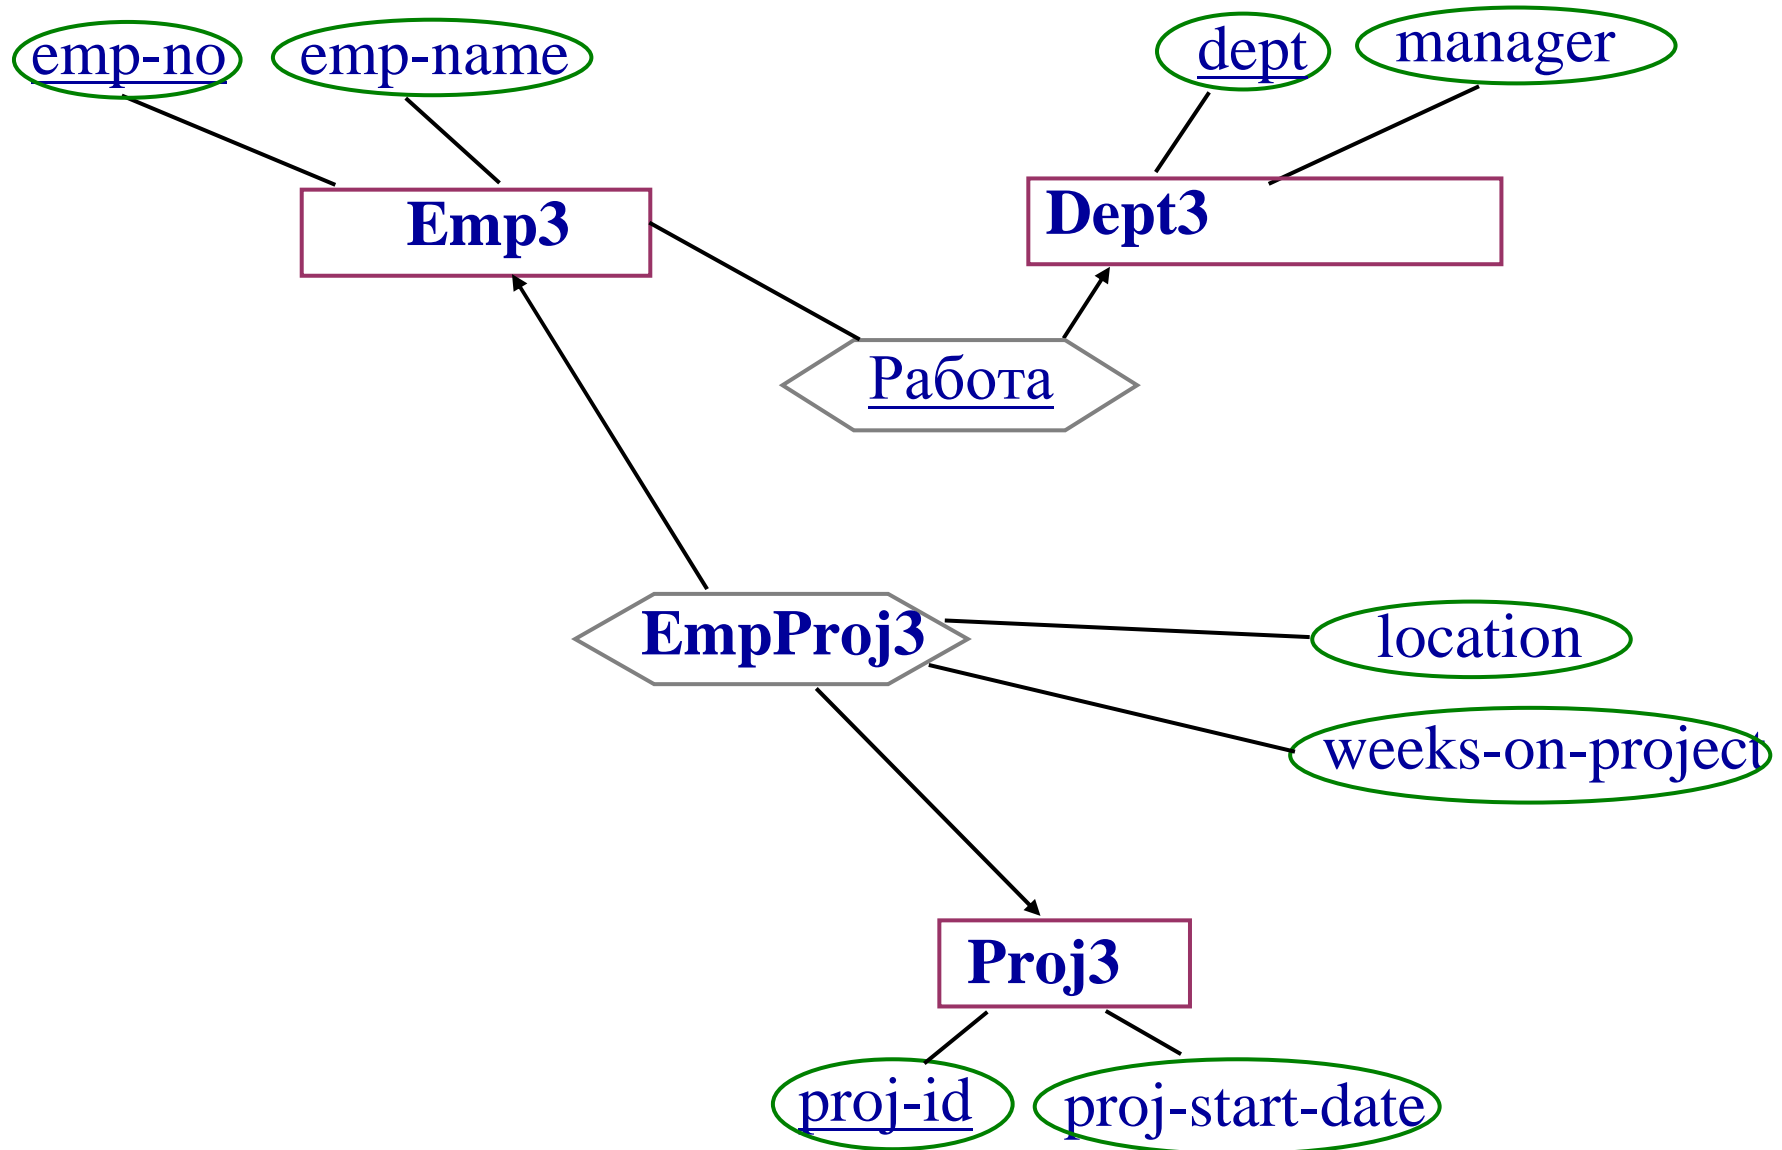 emp-no
emp-name
dept
manager
Emp3
Dept3
Работа
EmpProj3
location
weeks-on-project
Proj3
proj-id
proj-start-date